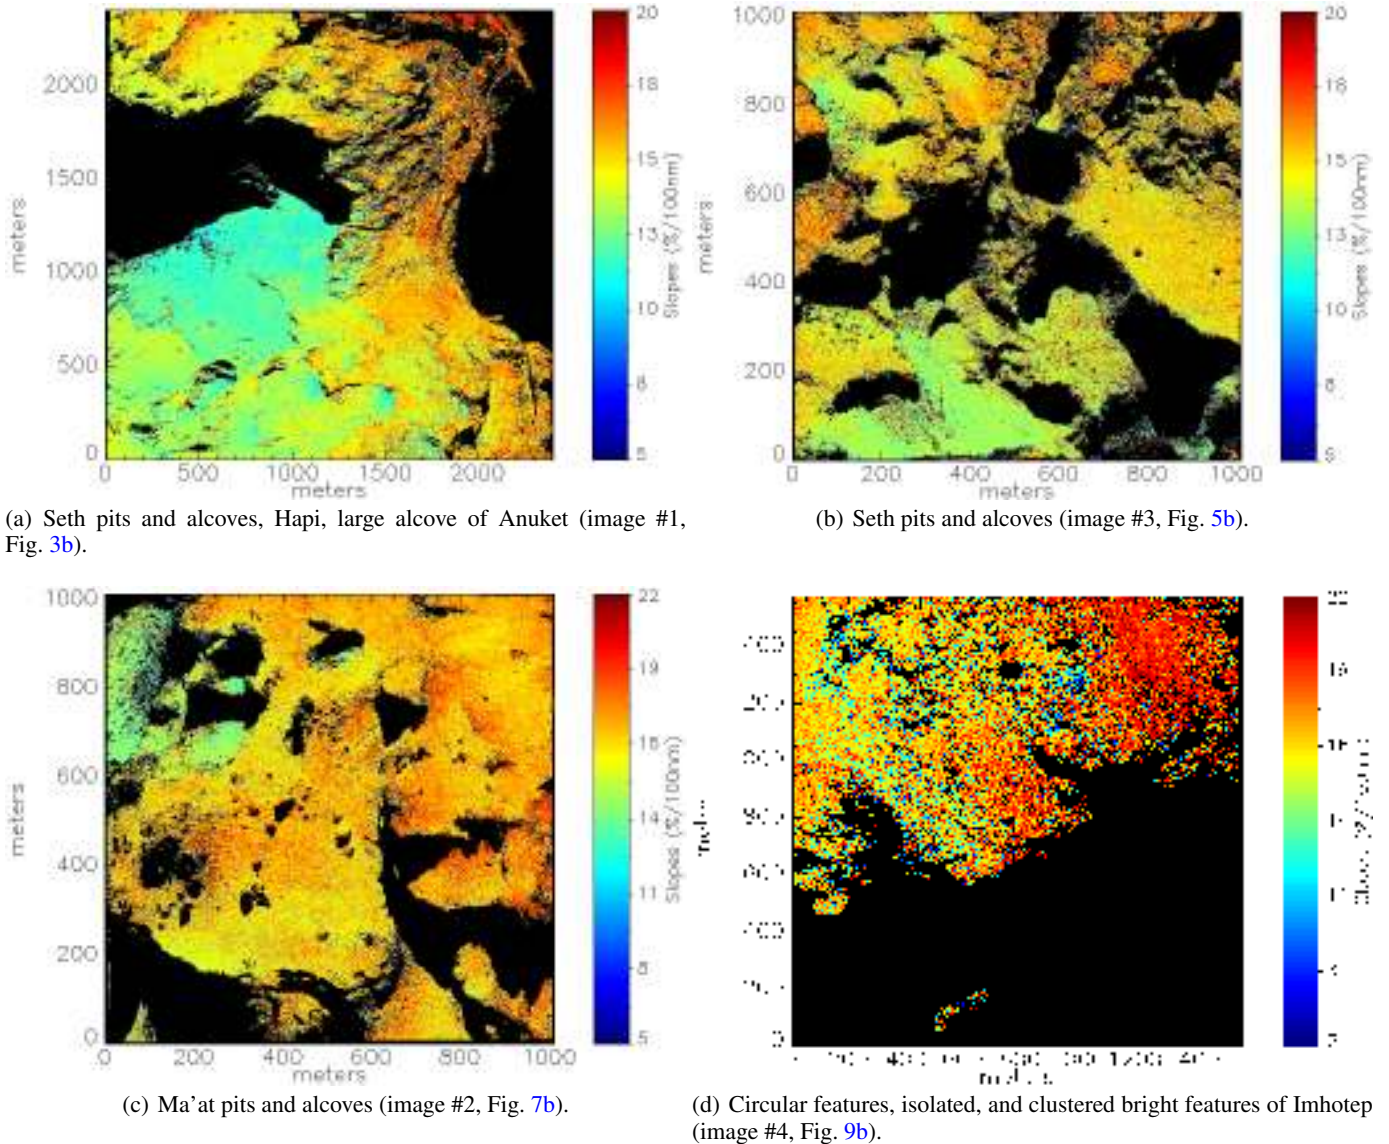 20
18
15
13
10
8
5
Slopes (%/100nm)
2000
1500
1000
500
0
meters
0 500 1000 1500 2000
meters
(a) Seth pits and alcoves, Hapi, large alcove of Anuket (image #1,
Fig. 3b).
20
18
15
13
10
8
Slopes (%/100nm)
1000
800
600
400
200
0
meters
0 200 400 600 800 1000
meters
(b) Seth pits and alcoves (image #3, Fig. 5b).
22
19
16
14
11
8
5
Slopes (%/100nm)
1000
800
600
400
200
0
meters
0 200 400 600 800 1000
meters
(c) Ma'at pits and alcoves (image #2, Fig. 7b).
(d) Circular features, isolated, and clustered bright features of Imhotep
(image #4, Fig. 9b).